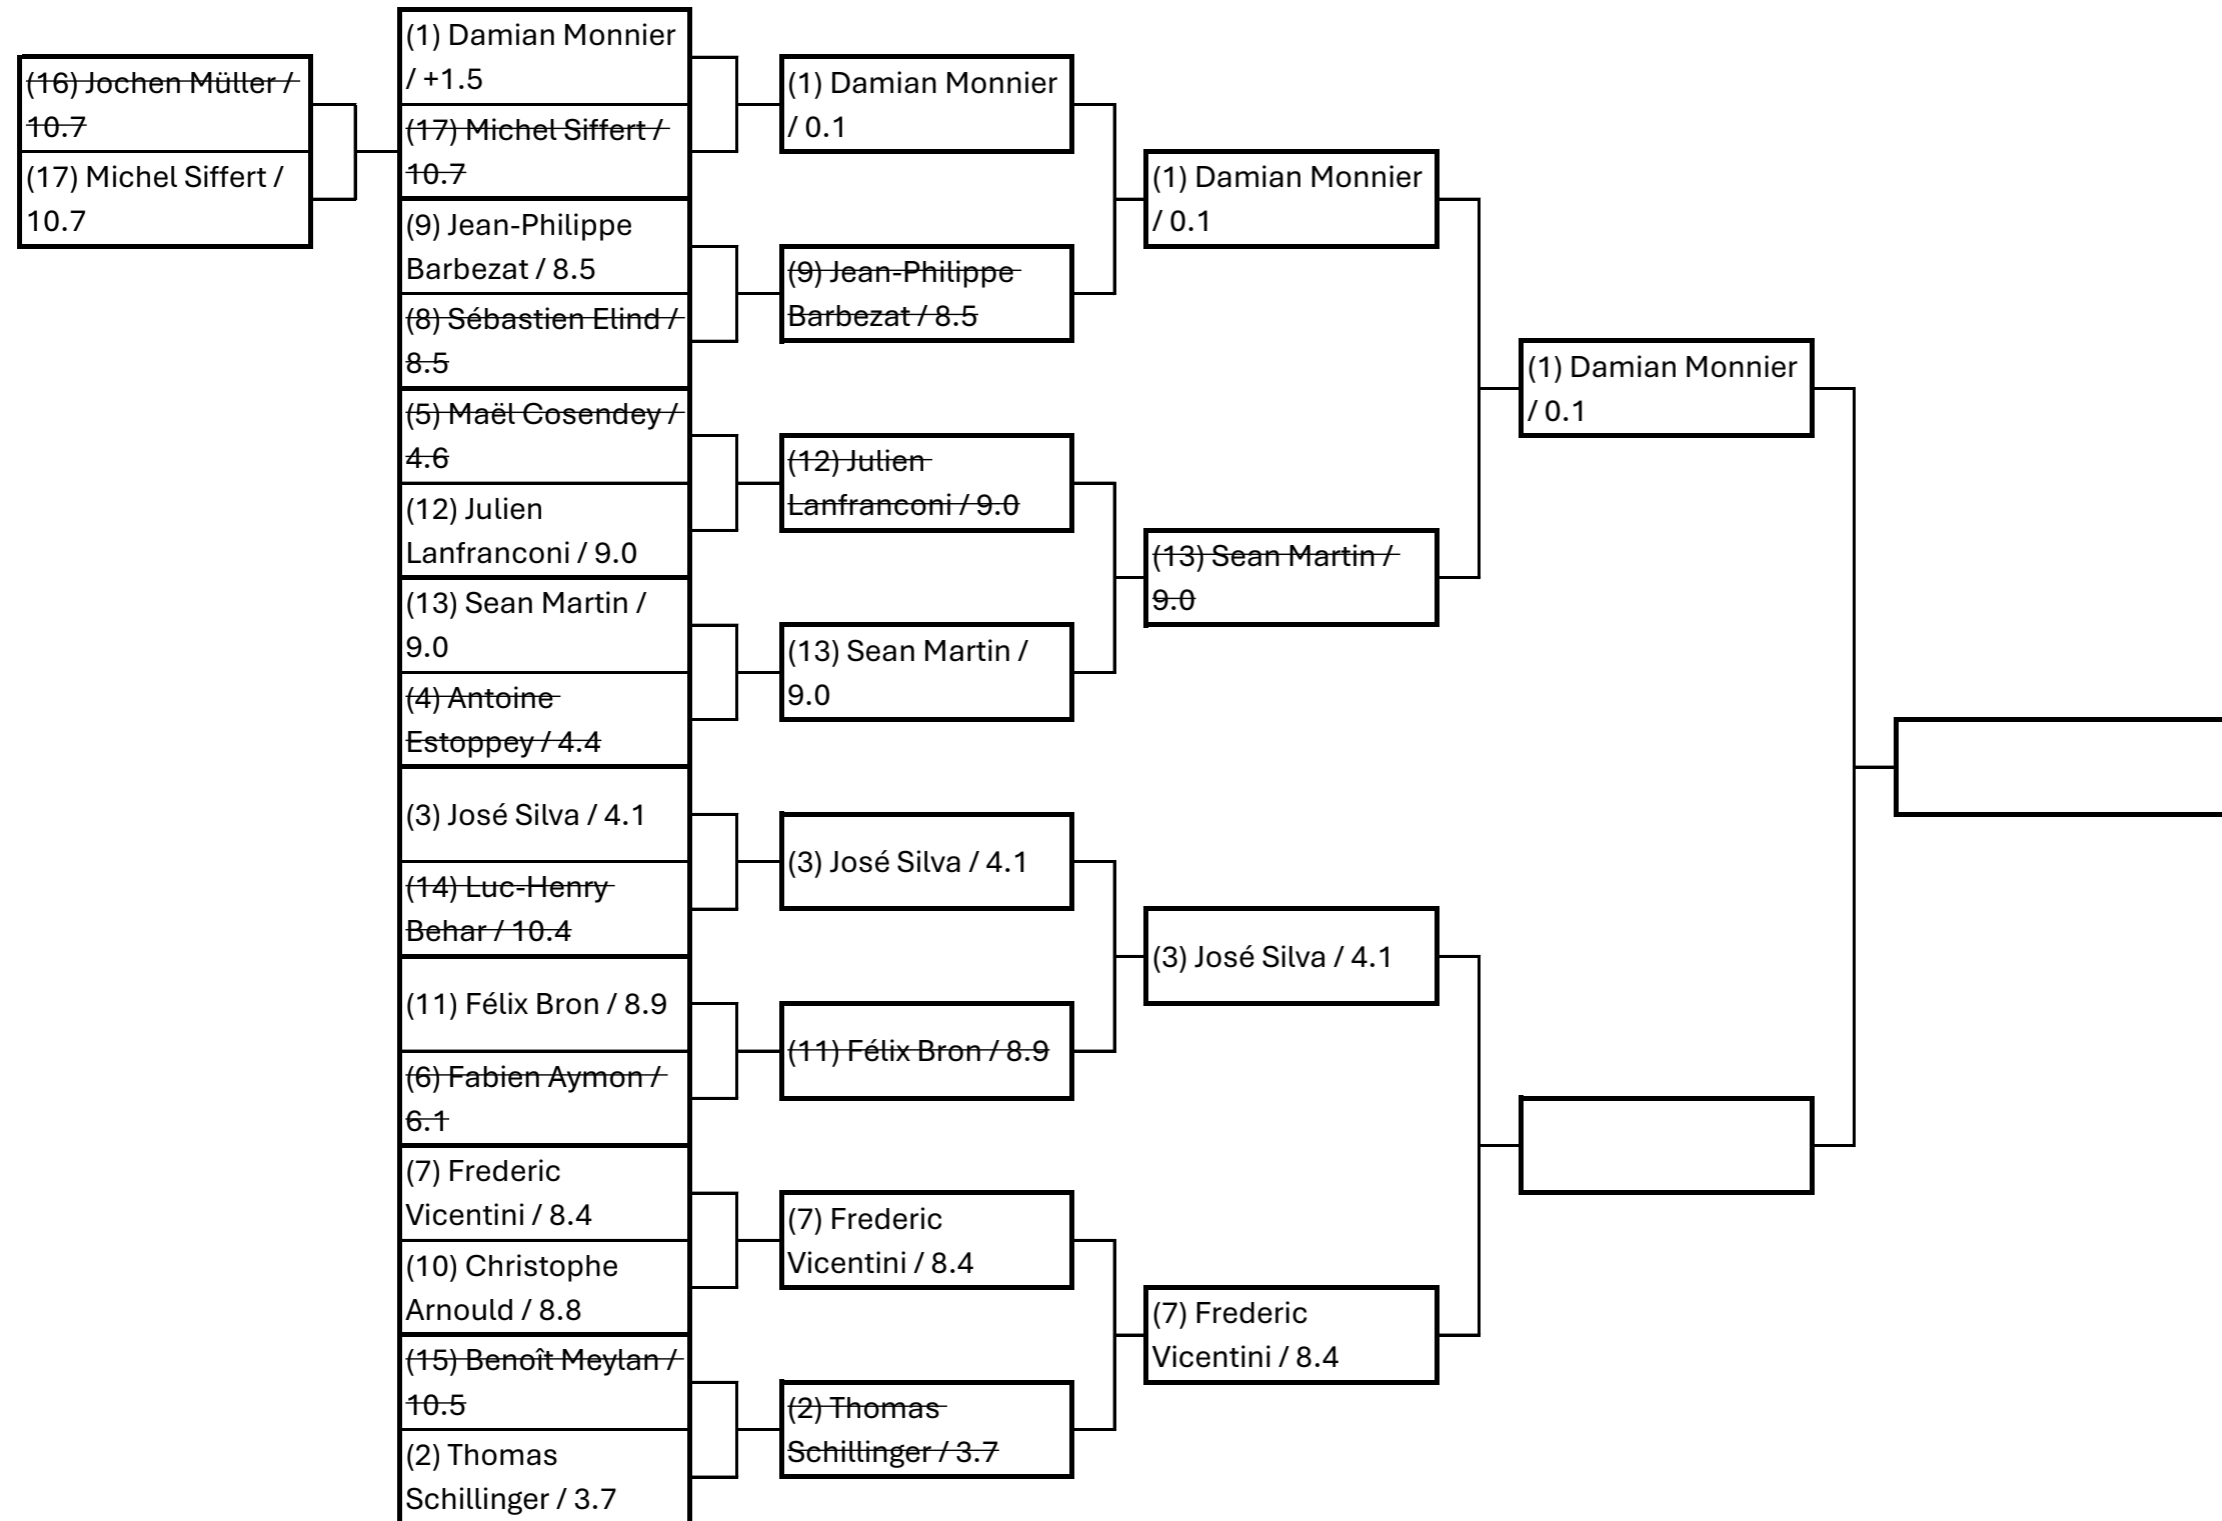 (16) Jochen Müller /
10.7
(17) Michel Siffert /
10.7
(1) Damian Monnier
/ +1.5
(17) Michel Siffert /
10.7
(9) Jean-Philippe
Barbezat / 8.5
(8) Sébastien Elind /
8.5
(5) Maël Cosendey /
4.6
(12) Julien
Lanfranconi / 9.0
(13) Sean Martin /
9.0
(4) Antoine
Estoppey / 4.4
(3) José Silva / 4.1
(14) Luc-Henry
Behar / 10.4
(11) Félix Bron / 8.9
(6) Fabien Aymon /
6.1
(7) Frederic
Vicentini / 8.4
(10) Christophe
Arnould / 8.8
(15) Benoît Meylan /
10.5
(2) Thomas
Schillinger / 3.7
(1) Damian Monnier
/ 0.1
(9) Jean-Philippe
Barbezat / 8.5
(12) Julien
Lanfranconi / 9.0
(13) Sean Martin /
9.0
(3) José Silva / 4.1
(11) Félix Bron / 8.9
(7) Frederic
Vicentini / 8.4
(2) Thomas
Schillinger / 3.7
(1) Damian Monnier
/ 0.1
(13) Sean Martin /
9.0
(3) José Silva / 4.1
(7) Frederic
Vicentini / 8.4
(1) Damian Monnier
/ 0.1